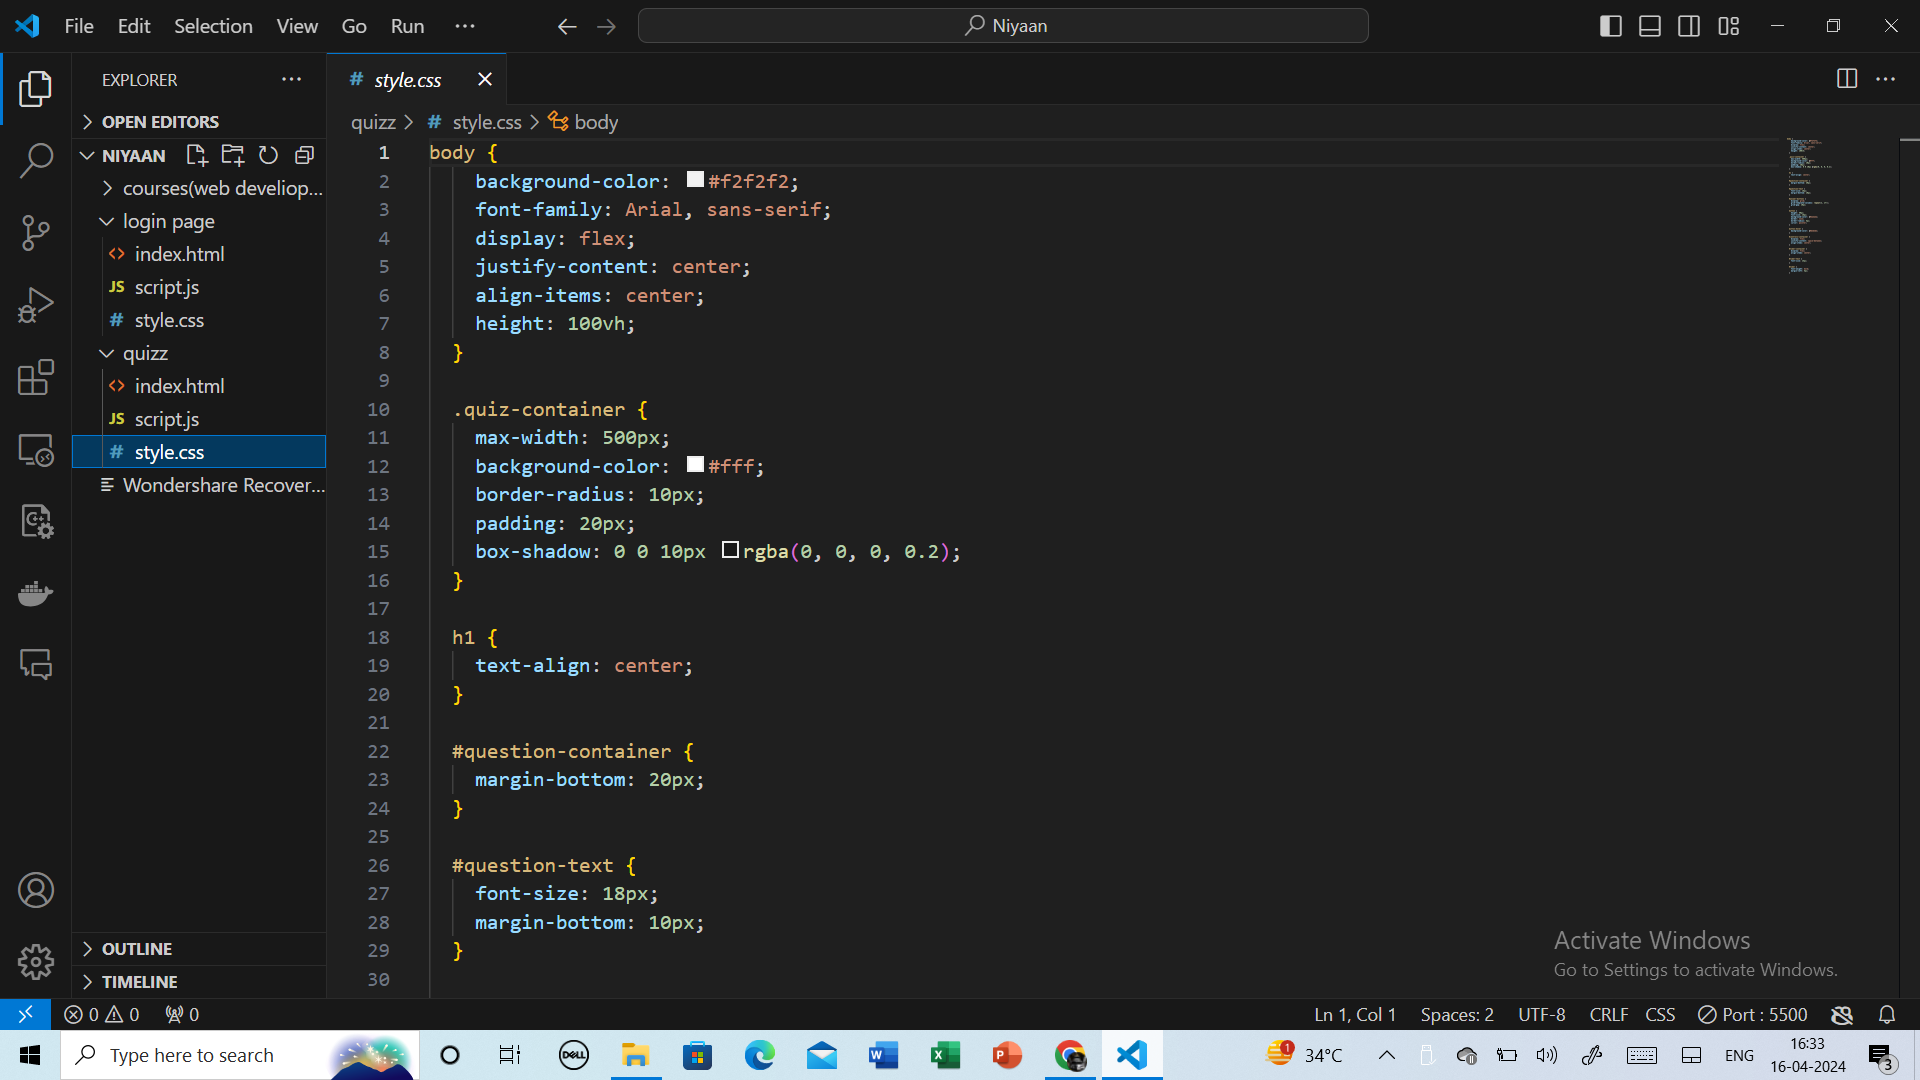 File Edit Selection View Go Run ···
Niyaan
EXPLORER
OPEN EDITORS
NIYAAN
courses(web develiop...
login page
<> index.html
JS script.js
# style.css
quizz
<> index.html
JS script.js
# style.css
Wondershare Recover...
OUTLINE
TIMELINE
# style.css
quizz > # style.css > body
1 body {
2 background-color: #f2f2f2;
3 font-family: Arial, sans-serif;
4 display: flex;
5 justify-content: center;
6 align-items: center;
7 height: 100vh;
8 }
9
10 .quiz-container {
11 max-width: 500px;
12 background-color: #fff;
13 border-radius: 10px;
14 padding: 20px;
15 box-shadow: 0 0 10px rgba(0, 0, 0, 0.2);
16 }
17
18 h1 {
19 text-align: center;
20 }
21
22 #question-container {
23 margin-bottom: 20px;
24 }
25
26 #question-text {
27 font-size: 18px;
28 margin-bottom: 10px;
29 }
30
Activate Windows
Go to Settings to activate Windows.
0 0 0
Ln 1, Col 1 Spaces: 2 UTF-8 CRLF CSS Port : 5500
Type here to search
DELL
1
34°C
ENG
16:33
16-04-2024
3